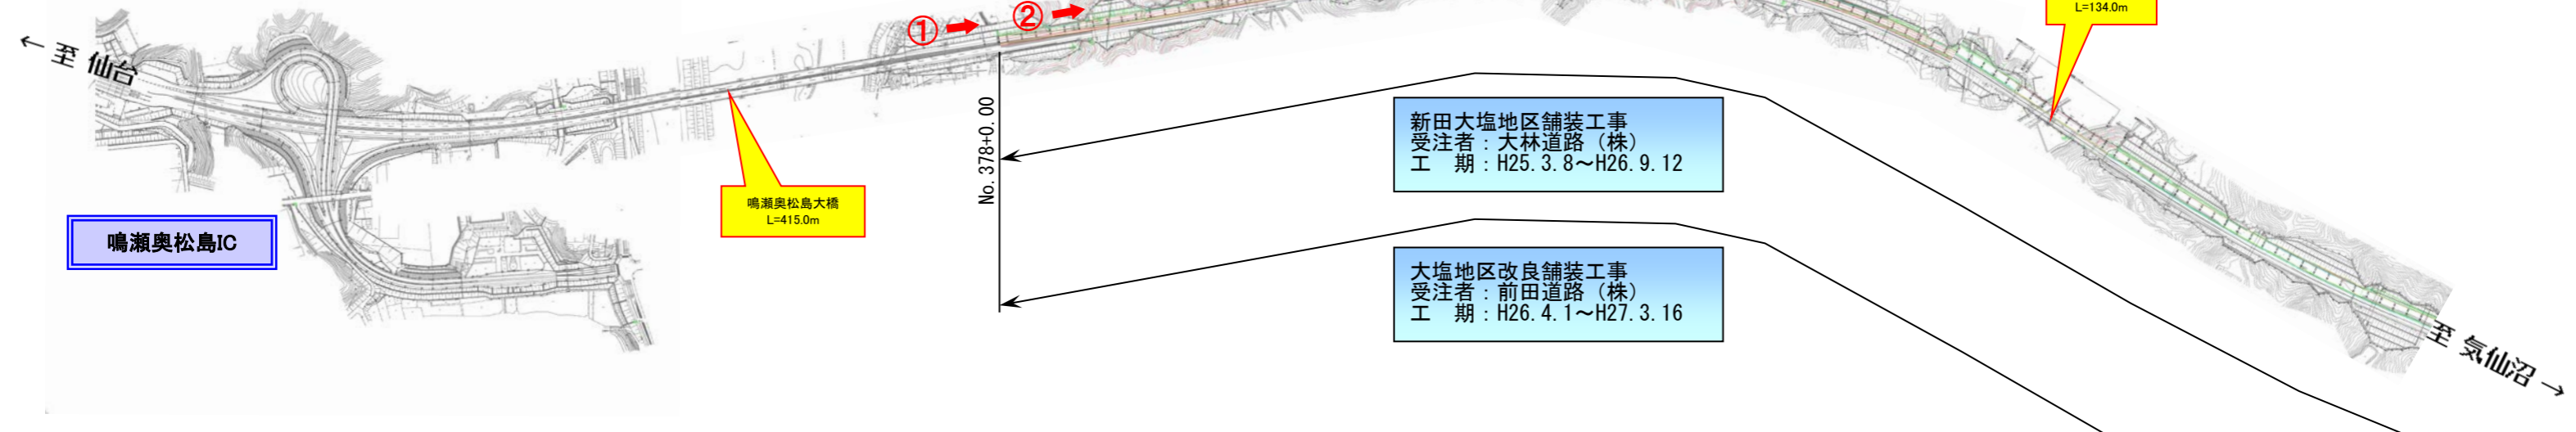 ① ②
L=134.0m
← 至 仙台
No.378+0.00
新田大塩地区舗装工事
受注者：大林道路（株）
工　期：H25.3.8～H26.9.12
鳴瀬奥松島大橋
L=415.0m
鳴瀬奥松島IC
大塩地区改良舗装工事
受注者：前田道路（株）
工　期：H26.4.1～H27.3.16
至 気仙沼 →